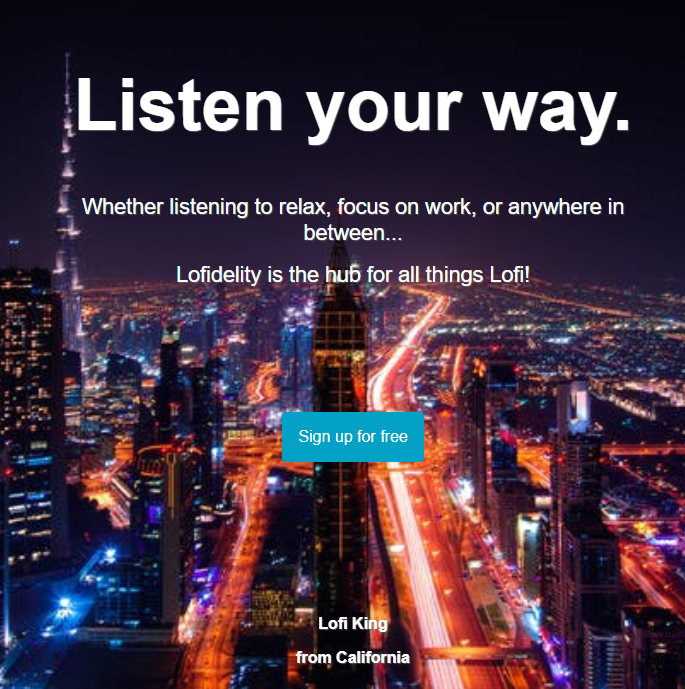 Listen your way.
Whether listening to relax, focus on work, or anywhere in
between...
Lofidelity is the hub for all things Lofi!
Sign up for free
Lofi King
from California